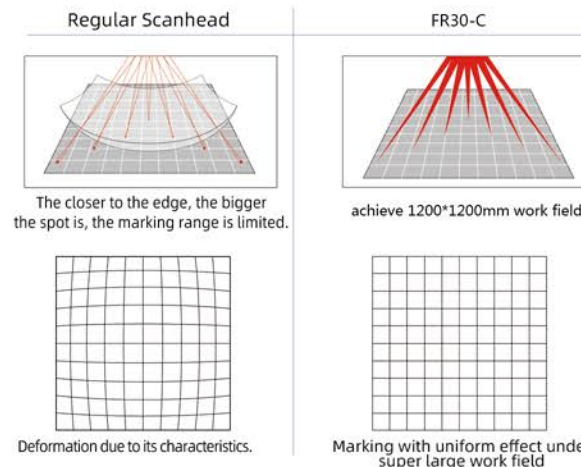 Regular Scanhead
FR30-C
The closer to the edge, the bigger
the spot is, the marking range is limited.
achieve 1200*1200mm work field
Deformation due to its characteristics.
Marking with uniform effect unde
super large work field